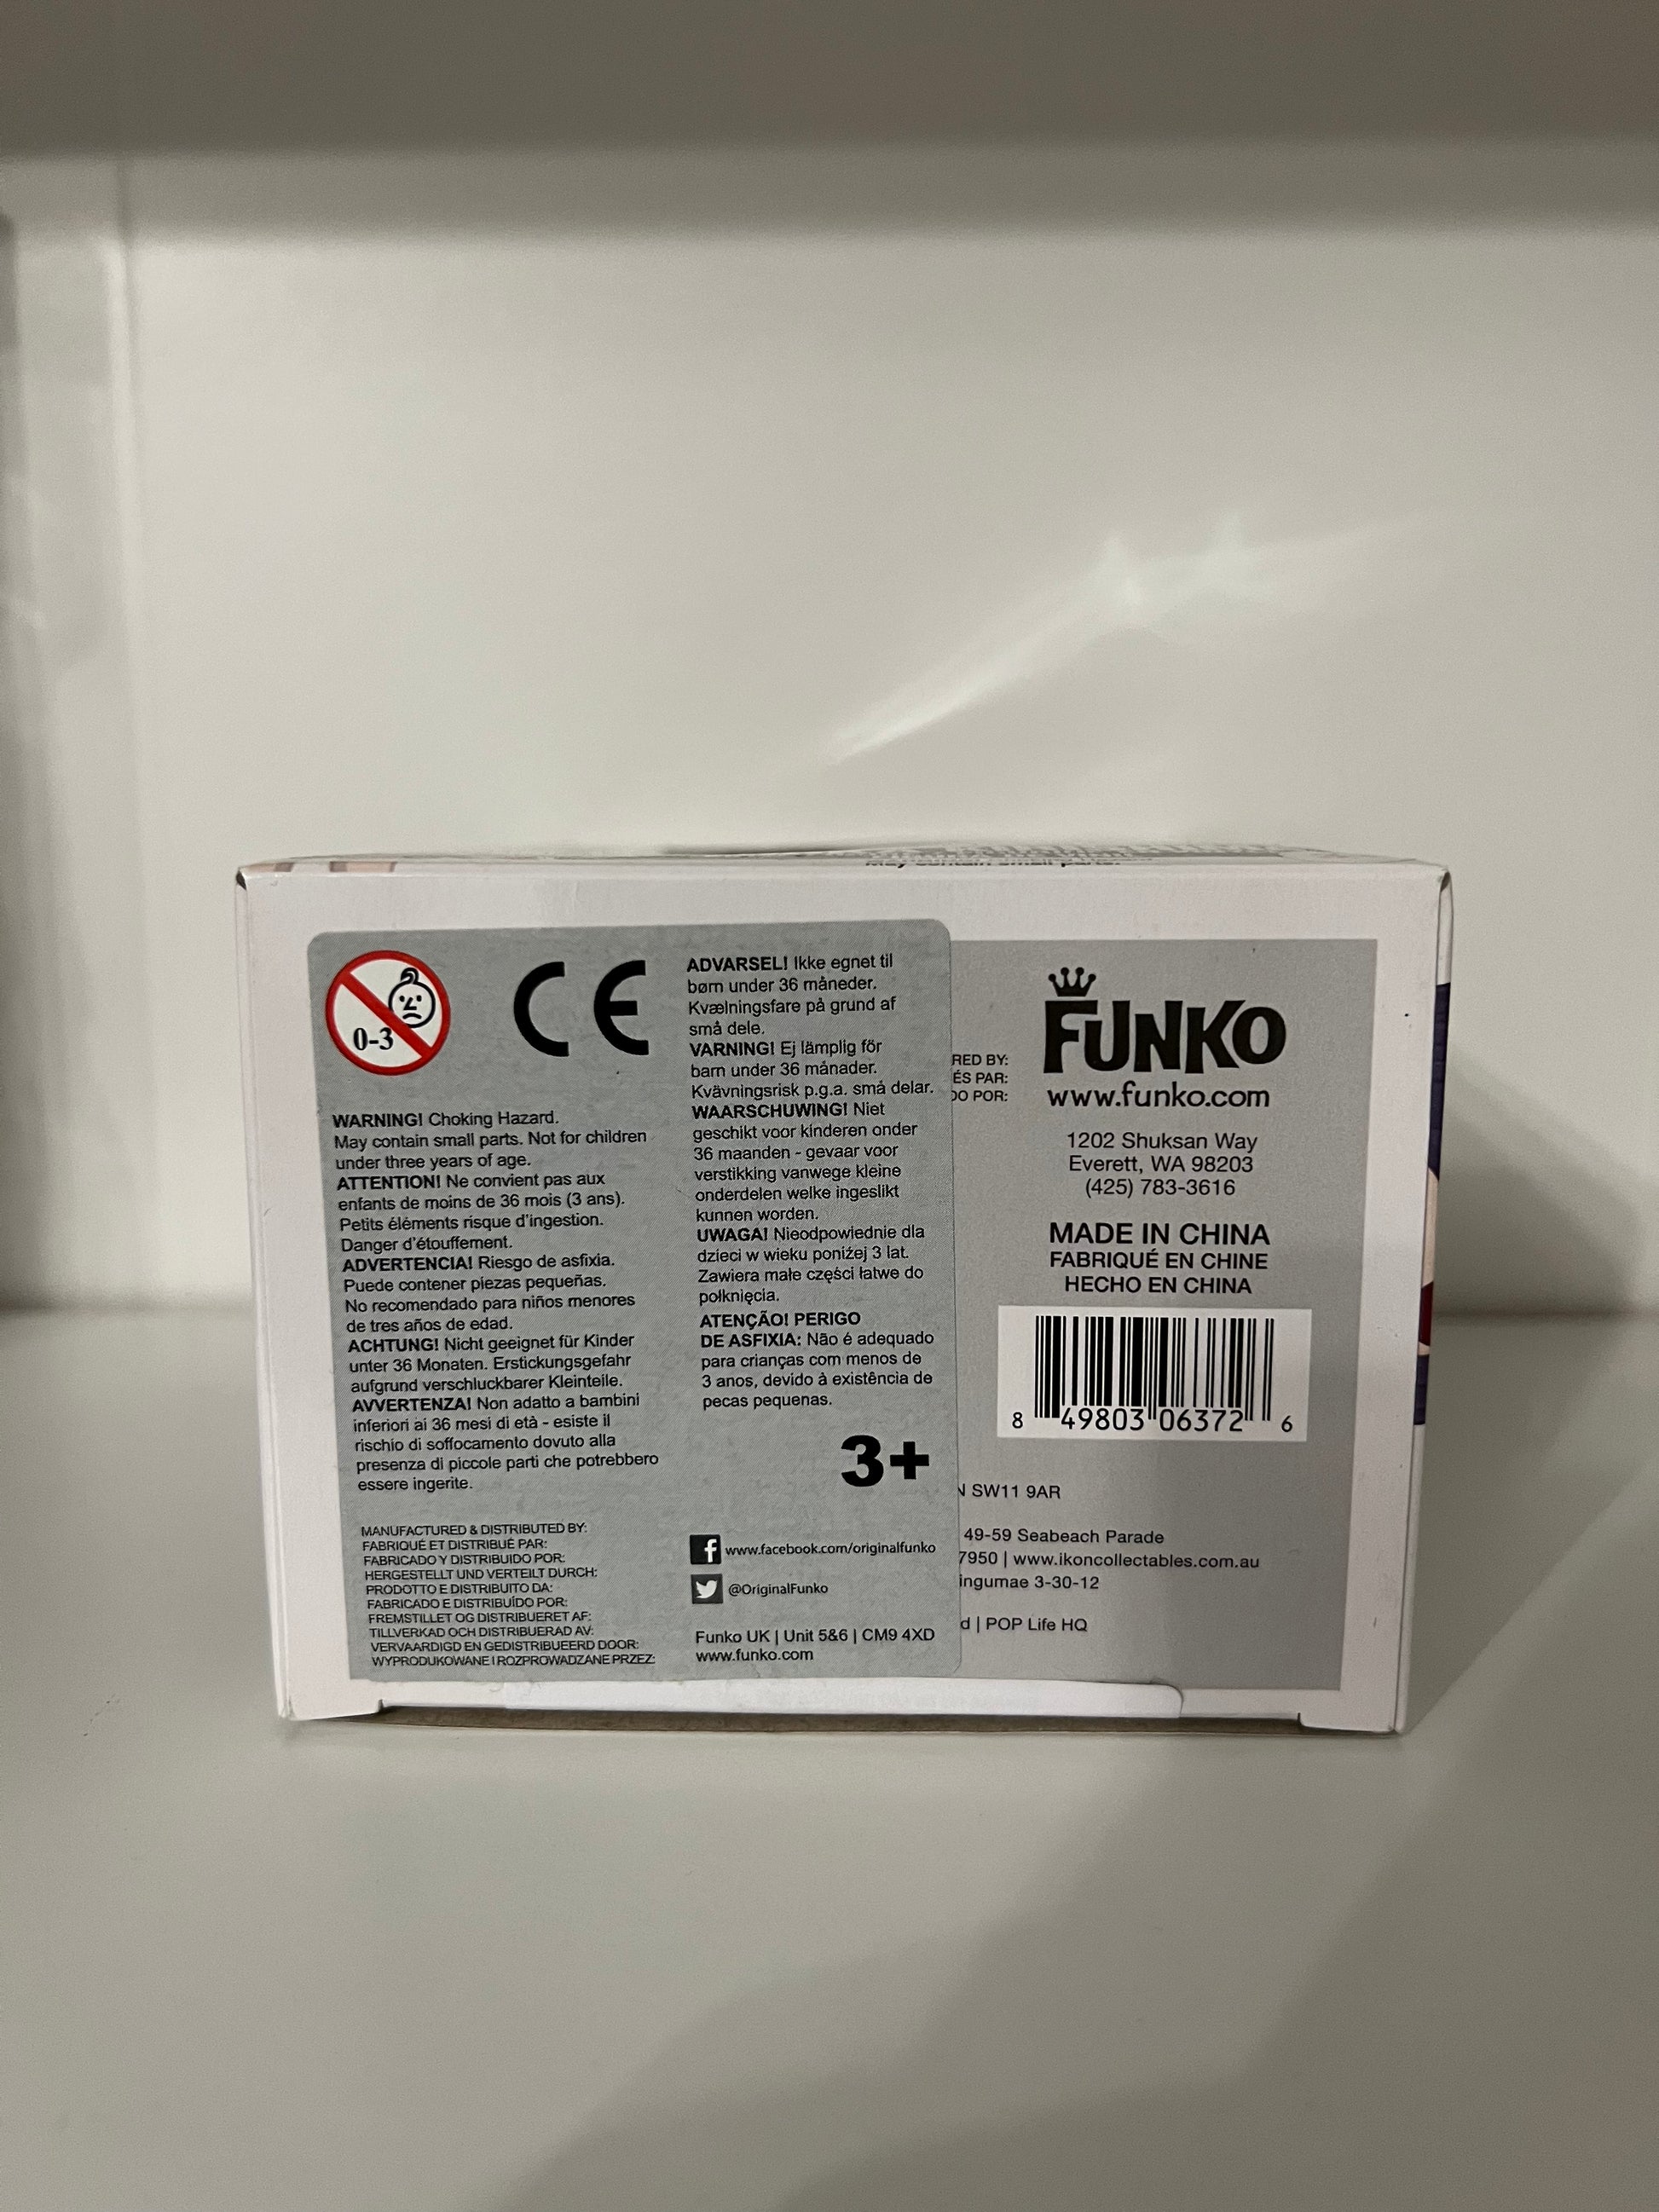 0-3
CE
WARNING! Choking Hazard.
May contain small parts. Not for children
under three years of age.
ATTENTION! Ne convient pas aux
enfants de moins de 36 mois (3 ans).
Petits éléments risque d'ingestion.
Danger d'étouffement.
ADVERTENCIA! Riesgo de asfixia.
Puede contener piezas pequeñas.
No recomendado para niños menores
de tres años de edad.
ACHTUNG! Nicht geeignet für Kinder
unter 36 Monaten. Erstickungsgefahr
aufgrund verschluckbarer Kleinteile.
AVVERTENZA! Non adatto a bambini
inferiori ai 36 mesi di età - esiste il
rischio di soffocamento dovuto alla
presenza di piccole parti che potrebbero
essere ingerite.
MANUFACTURED & DISTRIBUTED BY:
FABRIQUÉ ET DISTRIBUÉ PAR:
FABRICADO Y DISTRIBUIDO POR:
HERGESTELLT UND VERTEILT DURCH:
PRODOTTO E DISTRIBUITO DA:
FABRICADO E DISTRIBUÍDO POR:
FREMSTILLET OG DISTRIBUERET AF:
TILLVERKAD OCH DISTRIBUERAD AV:
VERVAARDIGD EN GEDISTRIBUEERD DOOR:
WYPRODUKOWANE I ROZPROWADZANE PRZEZ:
ADVARSEL! Ikke egnet til
børn under 36 måneder.
Kvælningsfare på grund af
små dele.
VARNING! Ej lämplig för
barn under 36 månader.
Kvävningsrisk p.g.a. små delar.
WAARSCHUWING! Niet
geschikt voor kinderen onder
36 maanden - gevaar voor
verstikking vanwege kleine
onderdelen welke ingeslikt
kunnen worden.
UWAGA! Nieodpowiednie dla
dzieci w wieku poniżej 3 lat.
Zawiera małe części łatwe do
połknięcia.
ATENÇÃO! PERIGO
DE ASFIXIA: Não é adequado
para crianças com menos de
3 anos, devido à existência de
pecas pequenas.
3+
www.facebook.com/originalfunko
@OriginalFunko
Funko UK | Unit 5&6 | CM9 4XD
www.funko.com
RED BY:
ÉS PAR:
DO POR:
FUNKO
www.funko.com
1202 Shuksan Way
Everett, WA 98203
(425) 783-3616
MADE IN CHINA
FABRIQUÉ EN CHINE
HECHO EN CHINA
8 49803 06372 6
N SW11 9AR
49-59 Seabeach Parade
7950 | www.ikoncollectables.com.au
ingumae 3-30-12
d | POP Life HQ